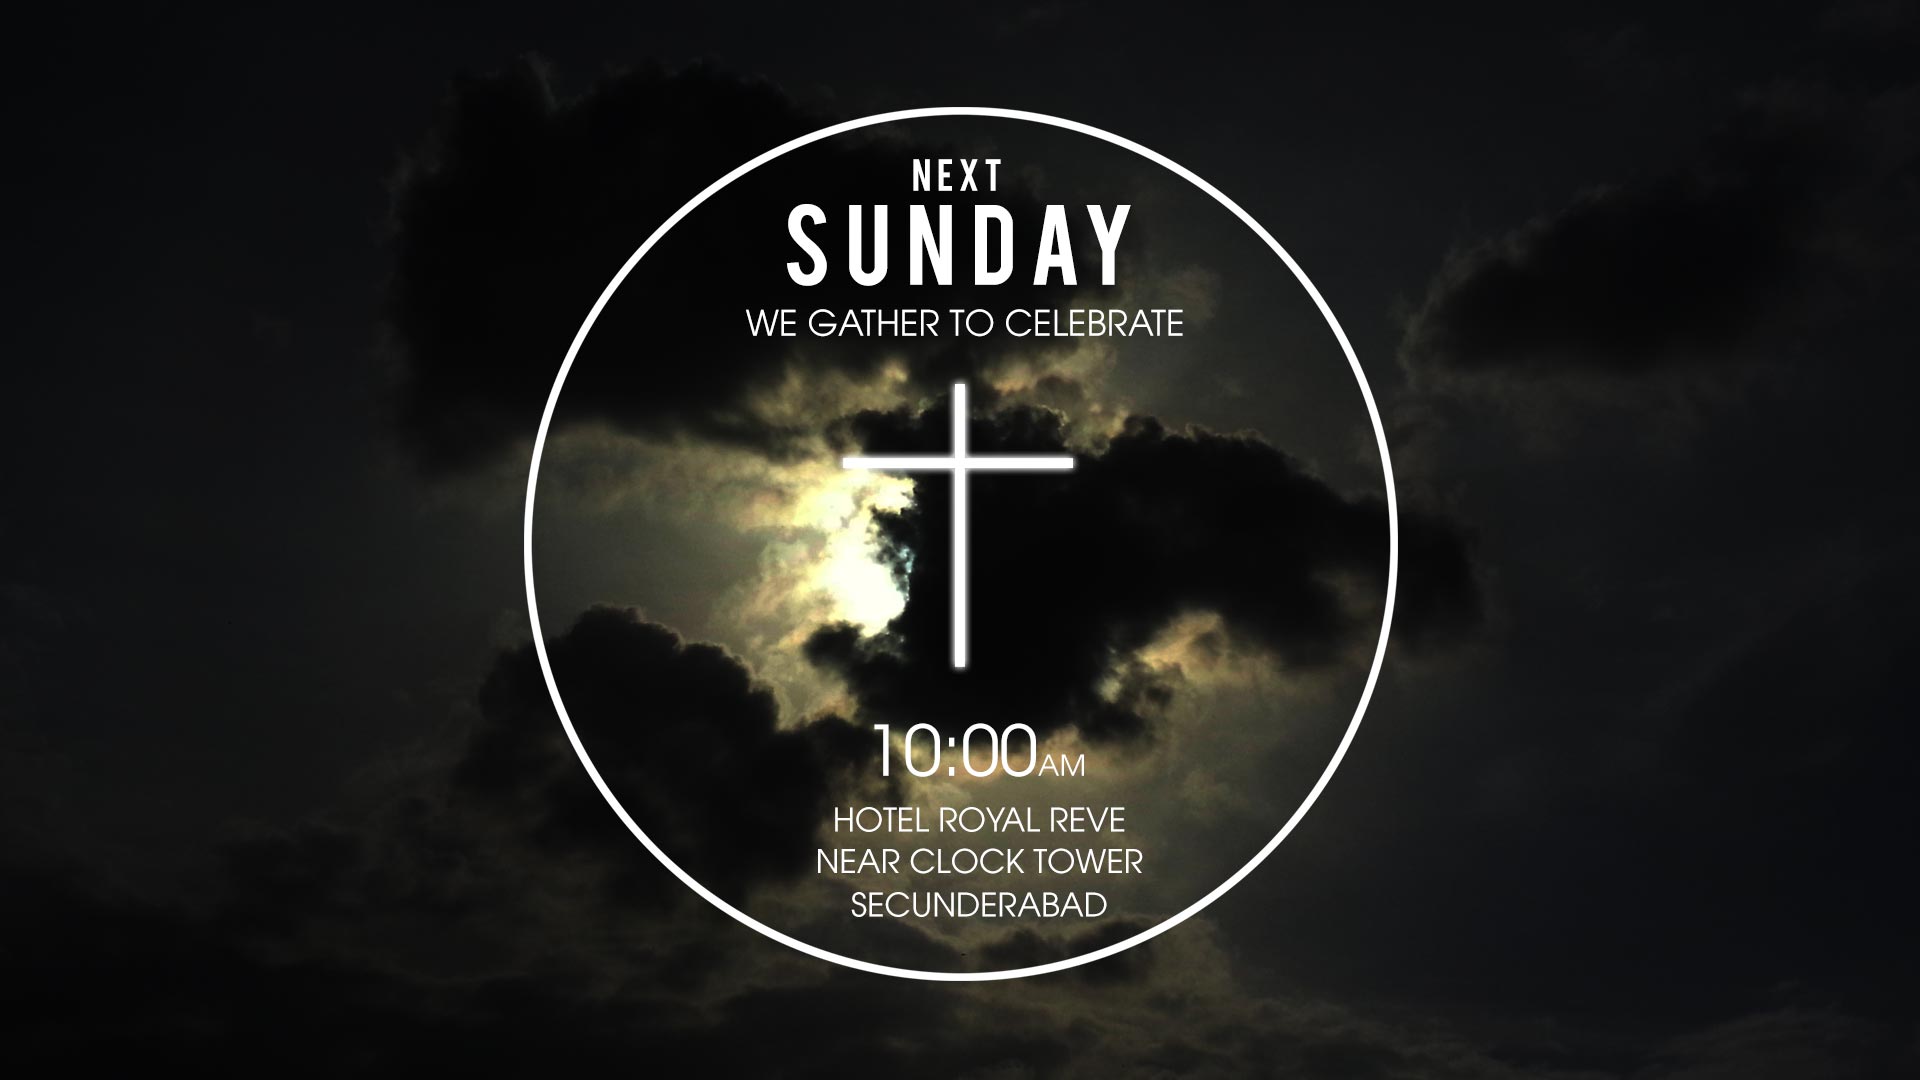 NEXT
SUNDAY
WE GATHER TO CELEBRATE
10:00AM
HOTEL ROYAL REVE
NEAR CLOCK TOWER
SECUNDERABAD